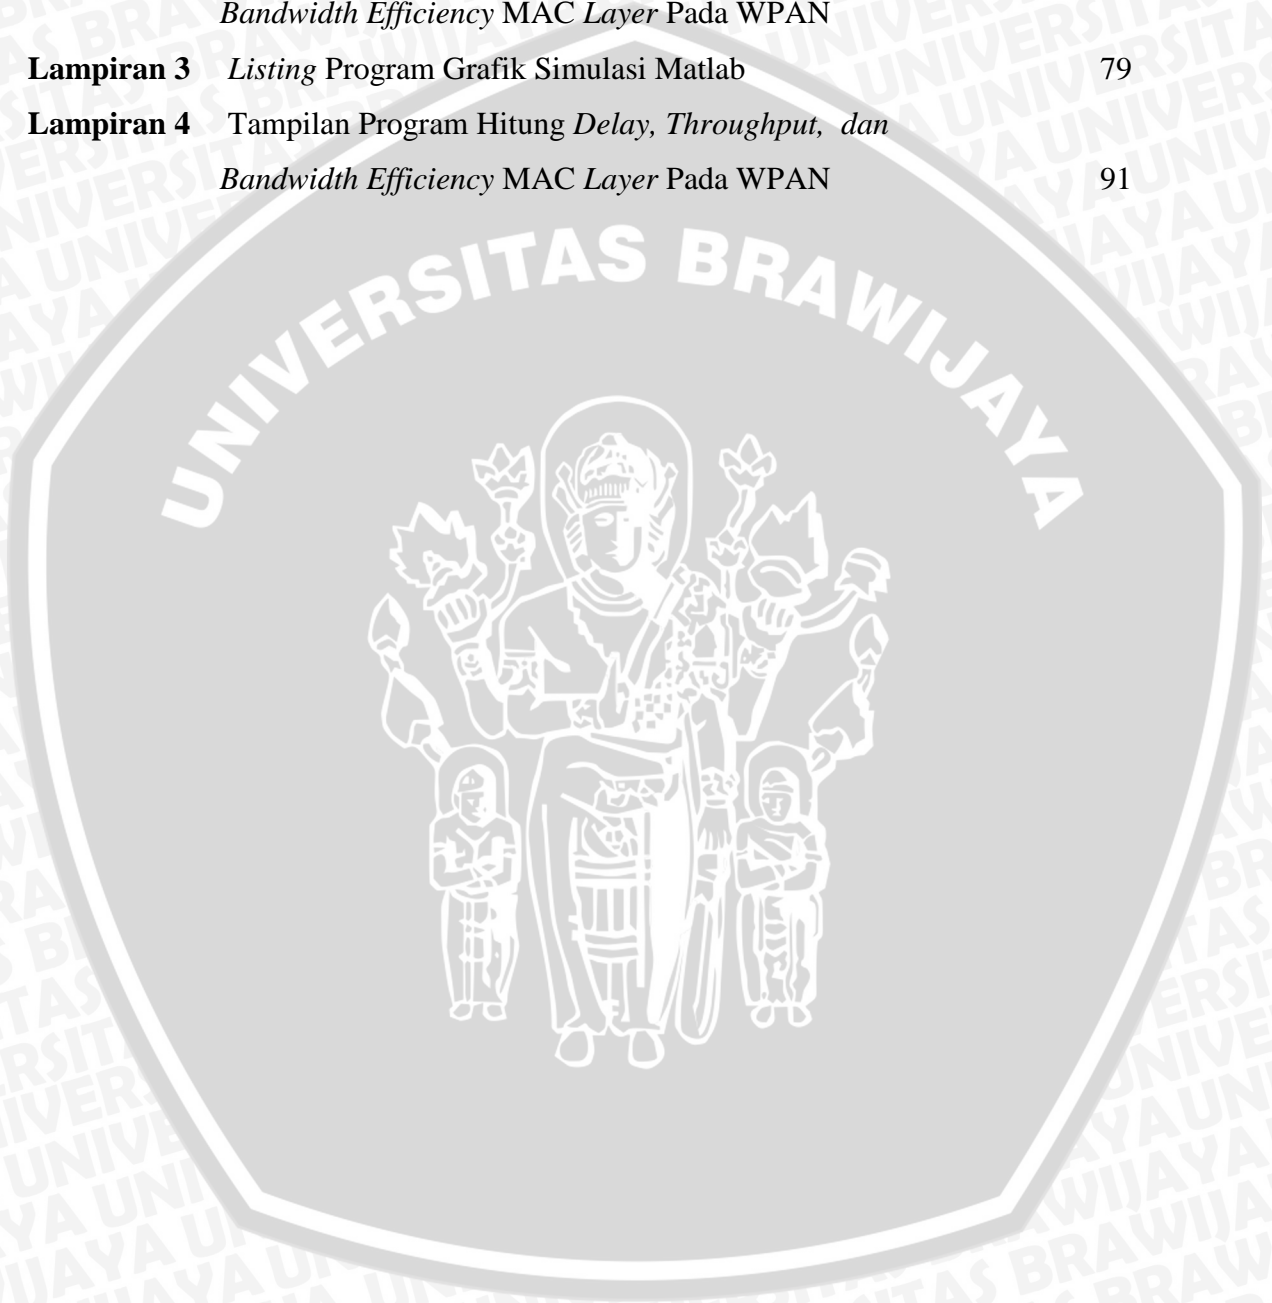 Bandwidth Efficiency MAC Layer Pada WPAN
Lampiran 3 Listing Program Grafik Simulasi Matlab 79
Lampiran 4 Tampilan Program Hitung Delay, Throughput, dan
Bandwidth Efficiency MAC Layer Pada WPAN 91
UNIVERSITAS BRAWIJAYA